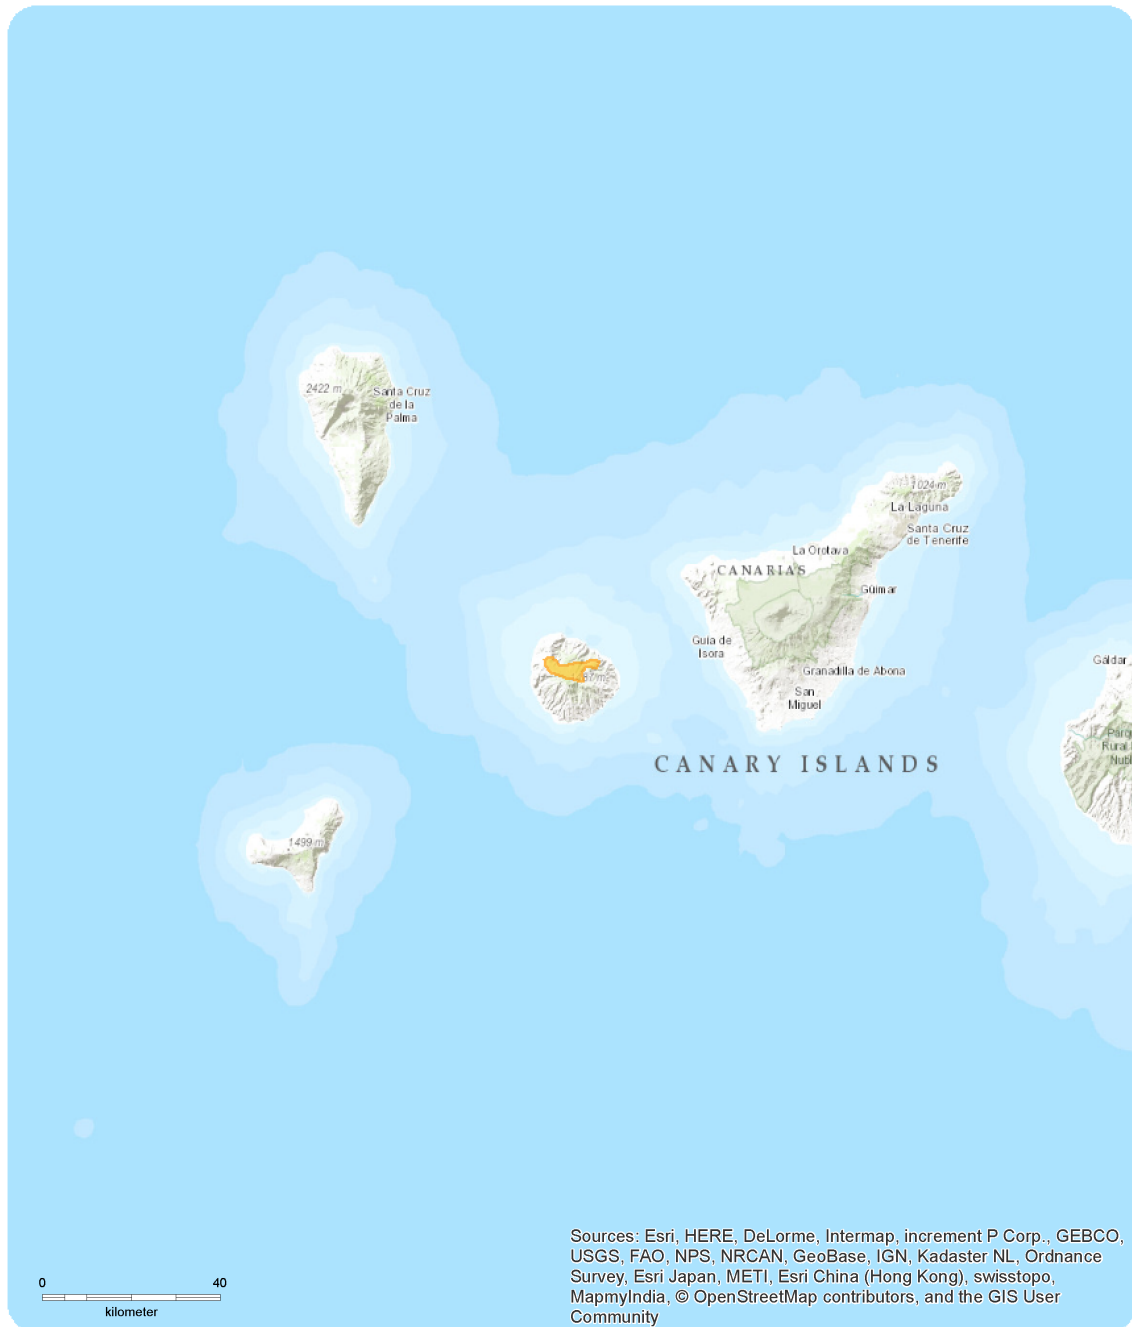 2422 m
Santa Cruz
de la
Palma
1024 m
La Laguna
Santa Cruz
de Tenerife
La Orotava
CANARIAS
Güimar
Guía de
Isora
Granadilla de Abona
San
Miguel
Gáldar
CANARY ISLANDS
Rural
1499 m
Sources: Esri, HERE, DeLorme, Intermap, increment P Corp., GEBCO,
USGS, FAO, NPS, NRCAN, GeoBase, IGN, Kadaster NL, Ordnance
Survey, Esri Japan, METI, Esri China (Hong Kong), swisstopo,
MapmyIndia, © OpenStreetMap contributors, and the GIS User
Community
0 40
kilometer